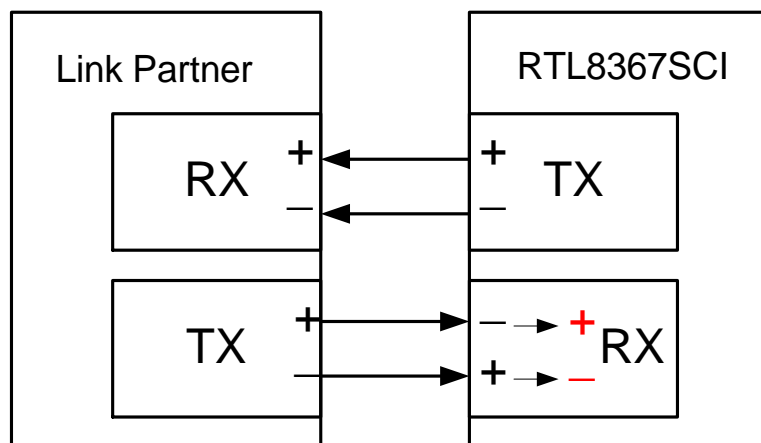 Link Partner
RTL8367SCI
RX + + TX
– –
TX + – +
– + – RX